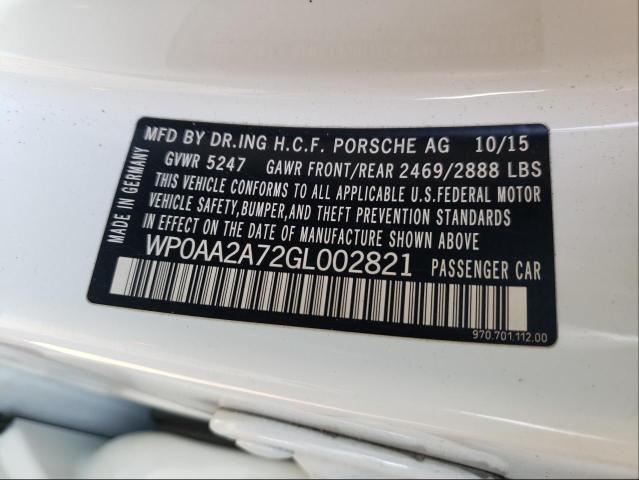 MFD BY DR.ING H.C.F. PORSCHE AG 10/15
GVWR 5247 GAWR FRONT/REAR 2469/2888 LBS
THIS VEHICLE CONFORMS TO ALL APPLICABLE U.S.FEDERAL MOTOR
VEHICLE SAFETY,BUMPER,AND THEFT PREVENTION STANDARDS
IN EFFECT ON THE DATE OF MANUFACTURE SHOWN ABOVE
WP0AA2A72GL002821 PASSENGER CAR
MADE IN GERMANY
970.701.112.00